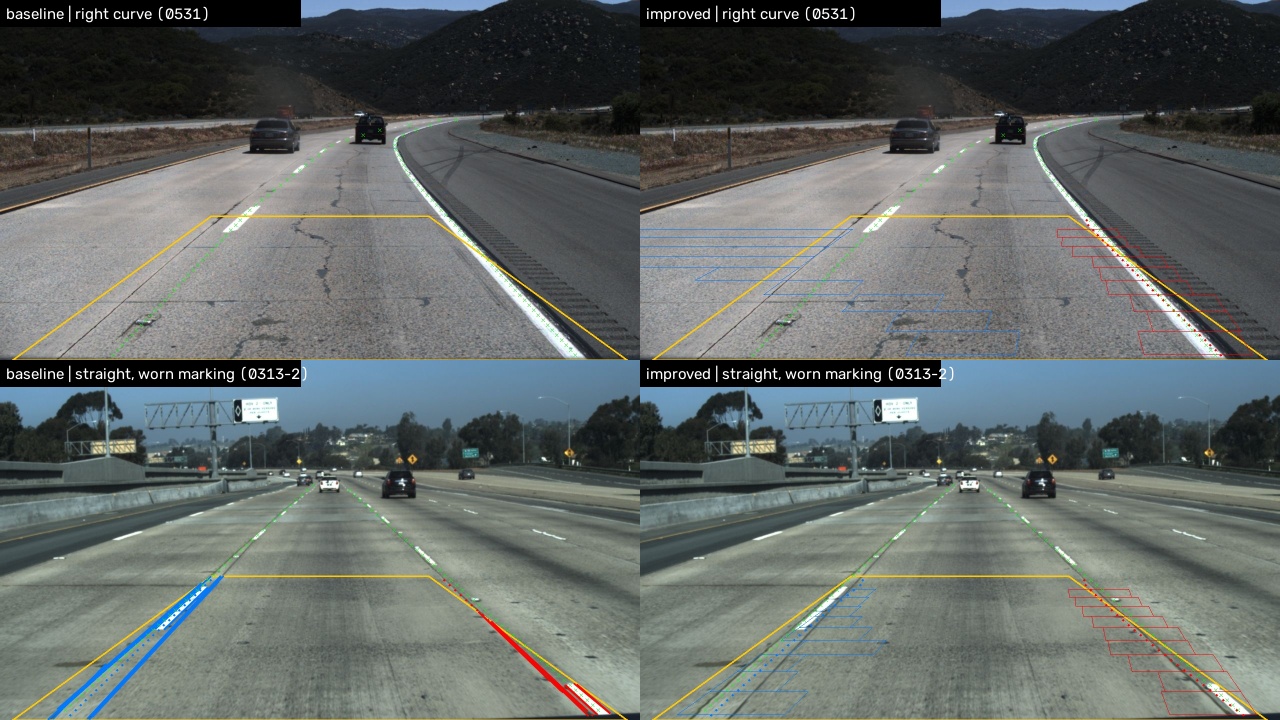 baseline | right curve (0531)
improved | right curve (0531)
baseline | straight, worn marking (0313-2)
improved | straight, worn marking (0313-2)